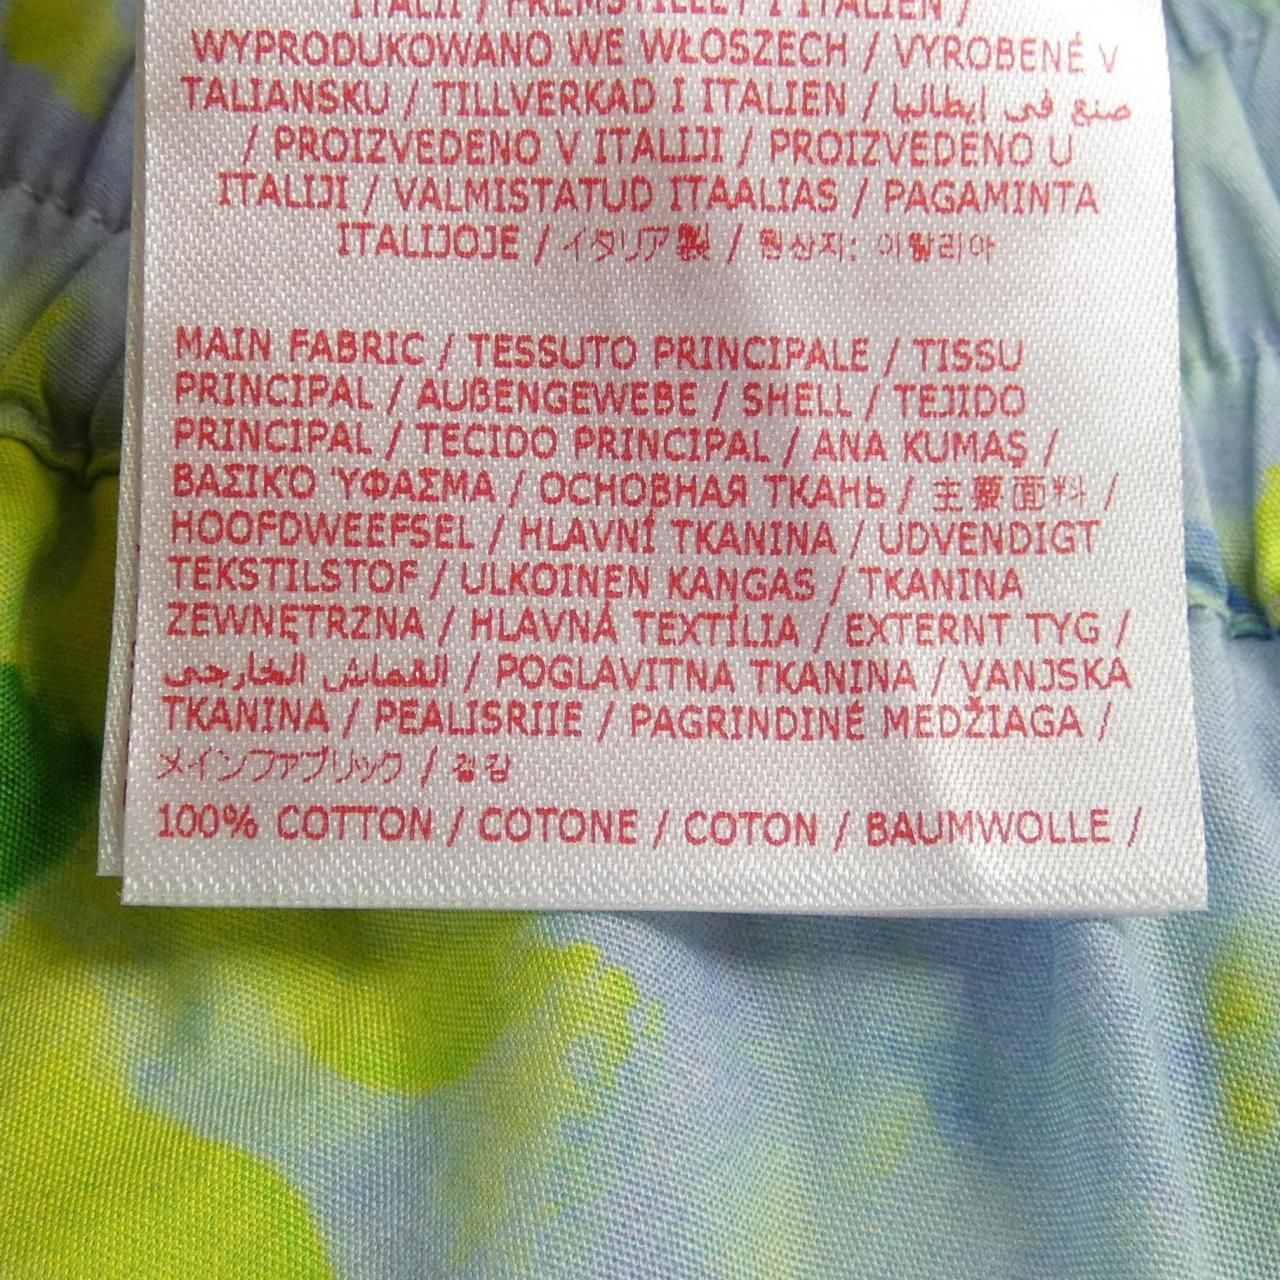 ITALII / FREMSTILLET I ITALIEN /
WYPRODUKOWANO WE WŁOSZECH / VYROBENÉ V
TALIANSKU / TILLVERKAD I ITALIEN / صنع في إيطاليا
/ PROIZVEDENO V ITALIJI / PROIZVEDENO U
ITALIJI / VALMISTATUD ITAALIAS / PAGAMINTA
ITALIJOJE / イタリア製 / 원산지: 이탈리아
MAIN FABRIC / TESSUTO PRINCIPALE / TISSU
PRINCIPAL / AUßENGEWEBE / SHELL / TEJIDO
PRINCIPAL / TECIDO PRINCIPAL / ANA KUMAŞ /
ΒΑΣΙΚΌ ΎΦΑΣΜΑ / ОСНОВНАЯ ТКАНЬ / 主要面料 /
HOOFDWEEFSEL / HLAVNÍ TKANINA / UDVENDIGT
TEKSTILSTOF / ULKOINEN KANGAS / TKANINA
ZEWNĘTRZNA / HLAVNÁ TEXTÍLIA / EXTERNT TYG /
القماش الخارجي / POGLAVITNA TKANINA / VANJSKA
TKANINA / PEALISRIIE / PAGRINDINĖ MEDŽIAGA /
メインファブリック / 겉감
100% COTTON / COTONE / COTON / BAUMWOLLE /